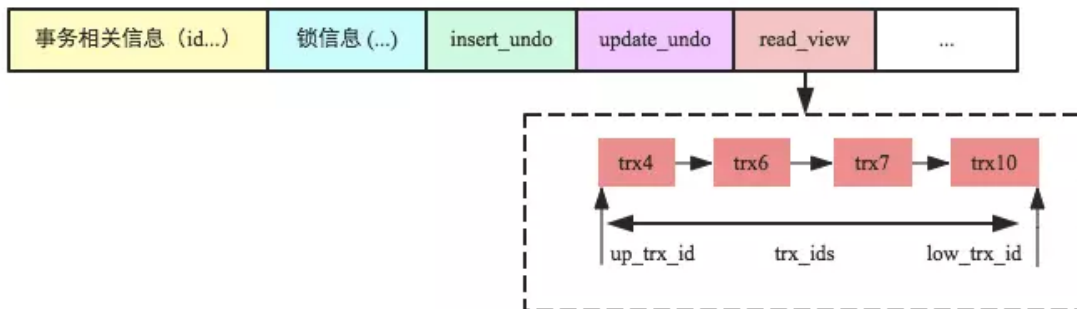 事务相关信息（id...） 锁信息 (...) insert_undo update_undo read_view ...
trx4 trx6 trx7 trx10
up_trx_id trx_ids low_trx_id